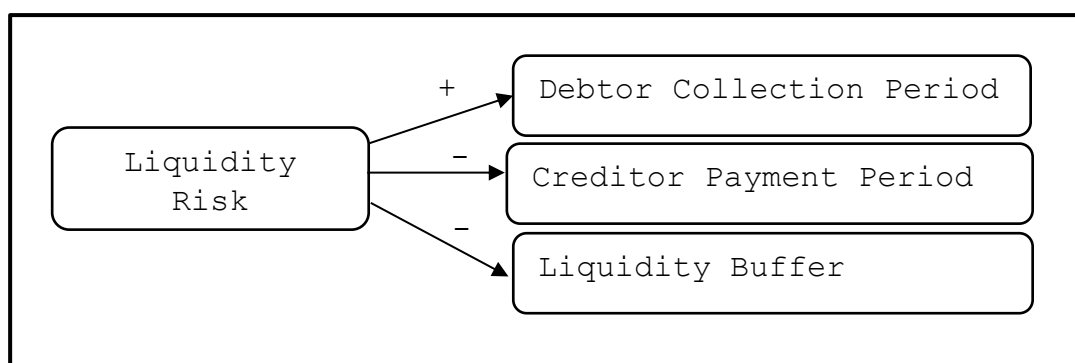 +
Debtor Collection Period
Liquidity
Risk
-
Creditor Payment Period
-
Liquidity Buffer